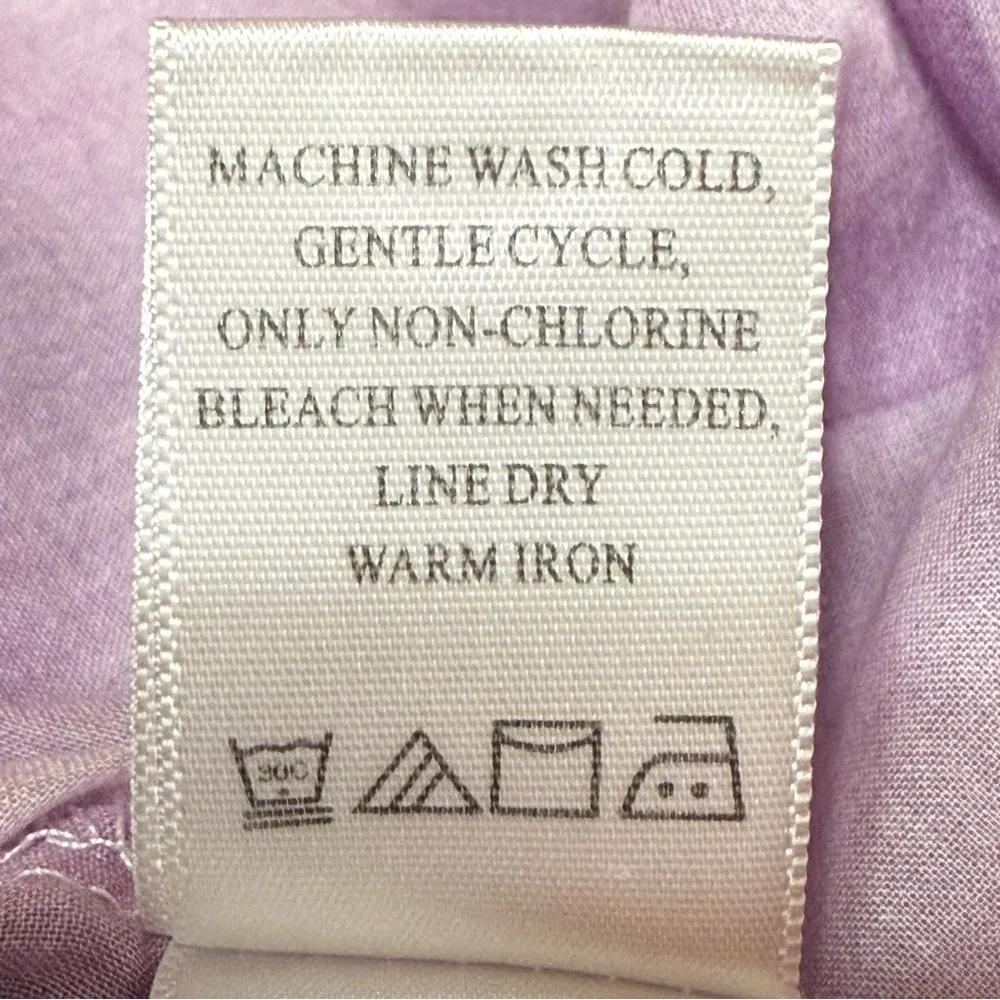 MACHINE WASH COLD,
GENTLE CYCLE,
ONLY NON-CHLORINE
BLEACH WHEN NEEDED,
LINE DRY
WARM IRON
30C